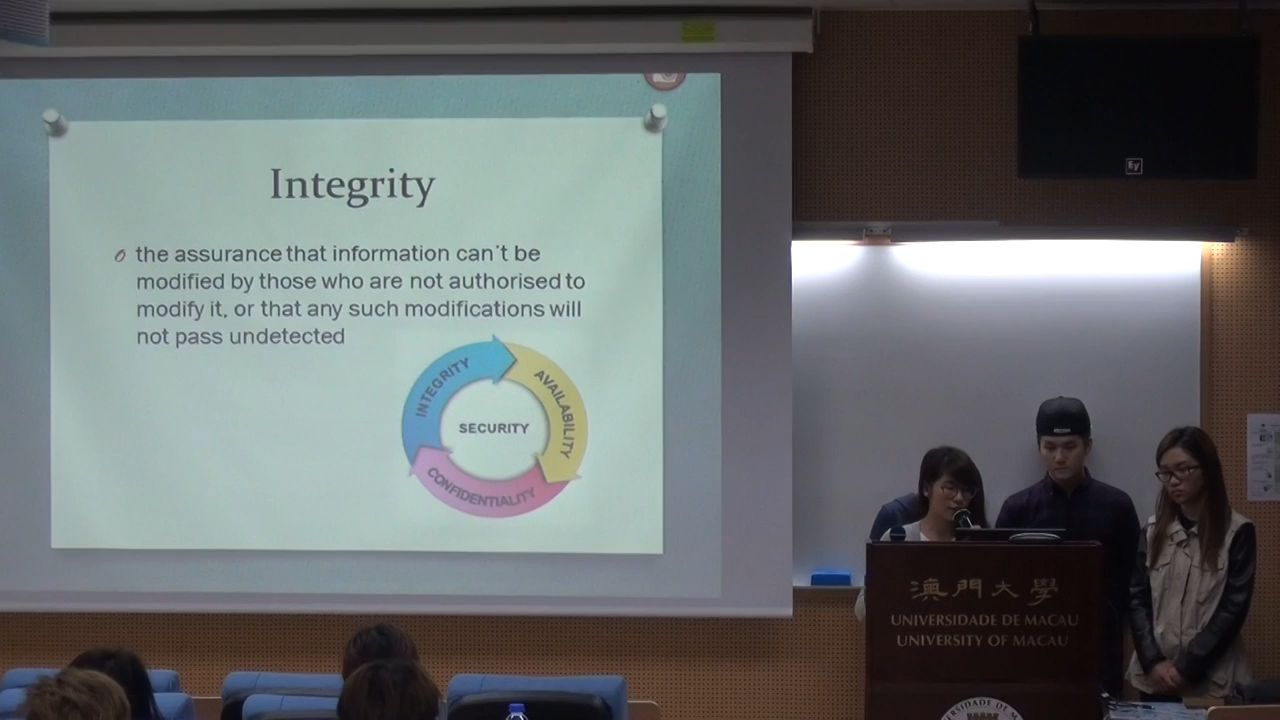 Integrity
the assurance that information can't be
modified by those who are not authorised to
modify it, or that any such modifications will
not pass undetected
INTEGRITY
AVAILABILITY
SECURITY
CONFIDENTIALITY
EV
澳門大學
UNIVERSIDADE DE MACAU
UNIVERSITY OF MACAU